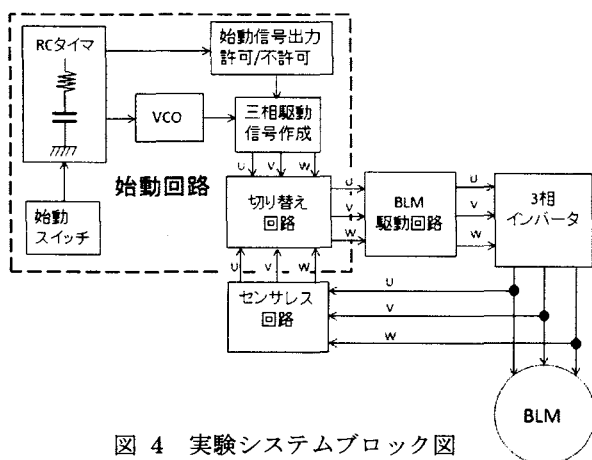 RCタイマ
始動信号出力
許可/不許可
VCO
三相駆動
信号作成
U V W
始動回路
始動
スイッチ
切り替え
回路
U
V
W
BLM
駆動回路
U
V
W
3相
インバータ
U V W
センサレス
回路
U
V
W
BLM
図 4 実験システムブロック図